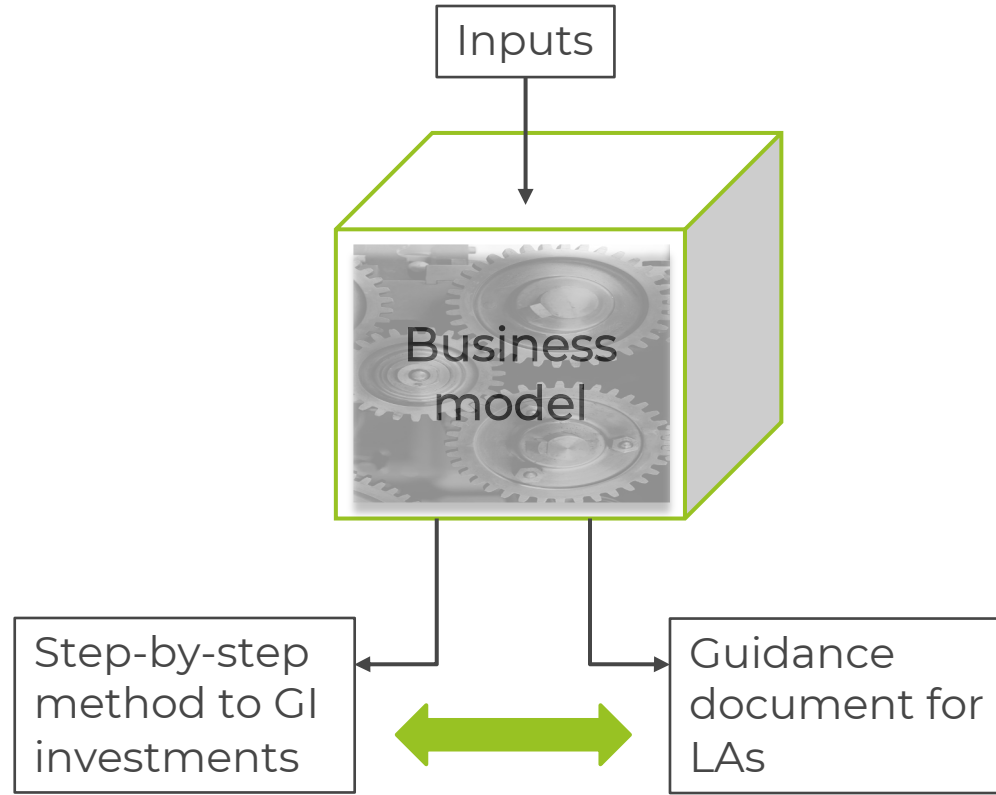 Inputs
Business
model
Step-by-step
method to GI
investments
Guidance
document for
LAs